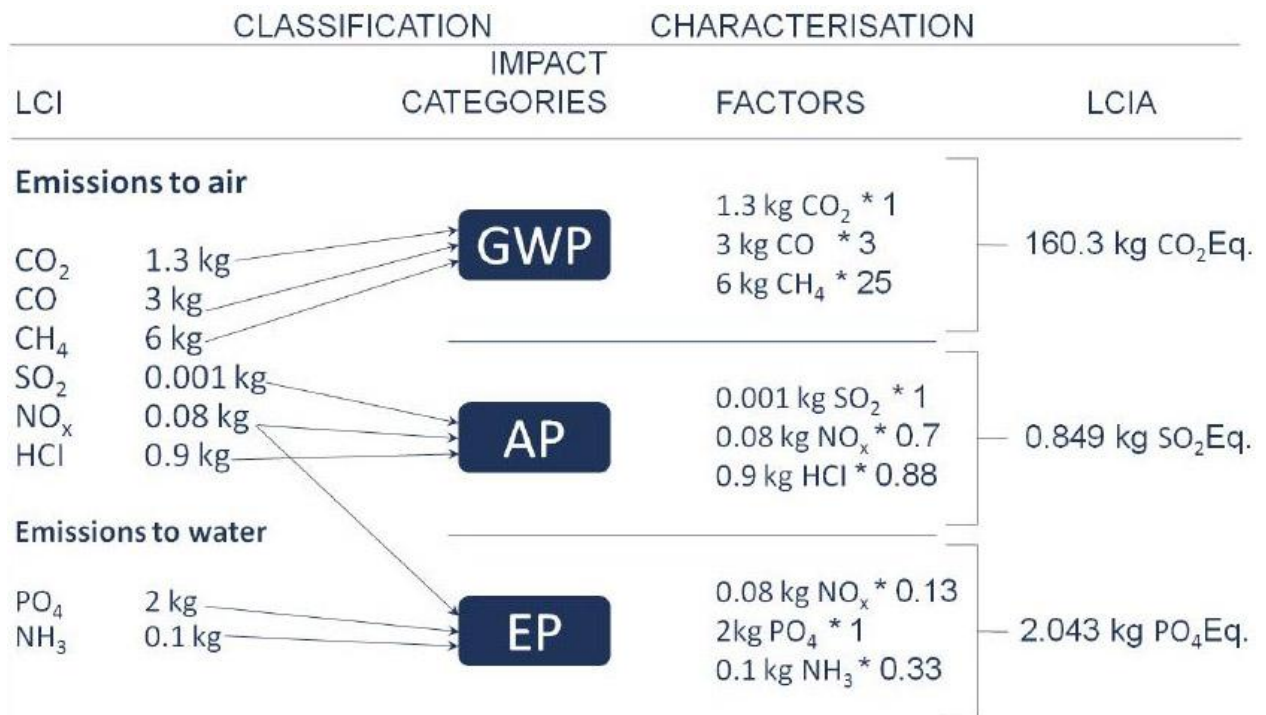 CLASSIFICATION CHARACTERISATION
LCI IMPACT CATEGORIES FACTORS LCIA
Emissions to air
CO₂ 1.3 kg
CO 3 kg
CH₄ 6 kg
SO₂ 0.001 kg
NOₓ 0.08 kg
HCl 0.9 kg
Emissions to water
PO₄ 2 kg
NH₃ 0.1 kg
GWP
1.3 kg CO₂ * 1
3 kg CO * 3
6 kg CH₄ * 25
160.3 kg CO₂Eq.
AP
0.001 kg SO₂ * 1
0.08 kg NOₓ * 0.7
0.9 kg HCl * 0.88
0.849 kg SO₂Eq.
EP
0.08 kg NOₓ * 0.13
2kg PO₄ * 1
0.1 kg NH₃ * 0.33
2.043 kg PO₄Eq.